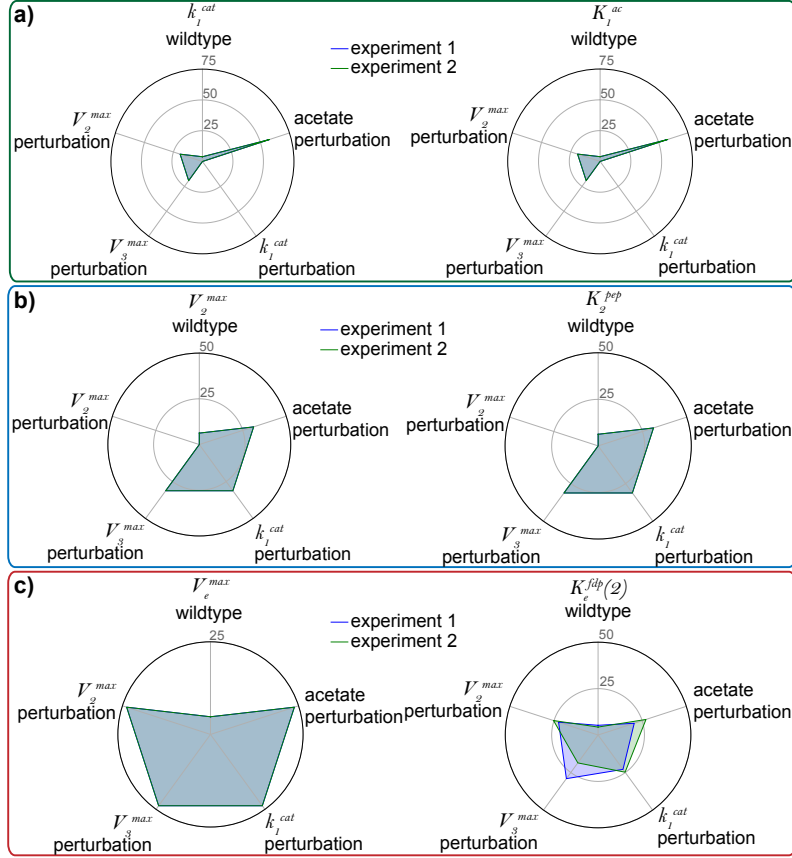 a)
k₁ᶜᵃᵗ
wildtype
75
50
25
V₂ᵐᵃˣ
perturbation
acetate
perturbation
V₃ᵐᵃˣ
perturbation
k₁ᶜᵃᵗ
perturbation
experiment 1
experiment 2
K₁ᵃᶜ
wildtype
75
50
25
V₂ᵐᵃˣ
perturbation
acetate
perturbation
V₃ᵐᵃˣ
perturbation
k₁ᶜᵃᵗ
perturbation
b)
V₂ᵐᵃˣ
wildtype
50
25
V₂ᵐᵃˣ
perturbation
acetate
perturbation
V₃ᵐᵃˣ
perturbation
k₁ᶜᵃᵗ
perturbation
experiment 1
experiment 2
K₂ᵖᵉᵖ
wildtype
50
25
V₂ᵐᵃˣ
perturbation
acetate
perturbation
V₃ᵐᵃˣ
perturbation
k₁ᶜᵃᵗ
perturbation
c)
Vₑᵐᵃˣ
wildtype
25
V₂ᵐᵃˣ
perturbation
acetate
perturbation
V₃ᵐᵃˣ
perturbation
k₁ᶜᵃᵗ
perturbation
experiment 1
experiment 2
Kₑᶠᵈᵖ(2)
wildtype
50
25
V₂ᵐᵃˣ
perturbation
acetate
perturbation
V₃ᵐᵃˣ
perturbation
k₁ᶜᵃᵗ
perturbation